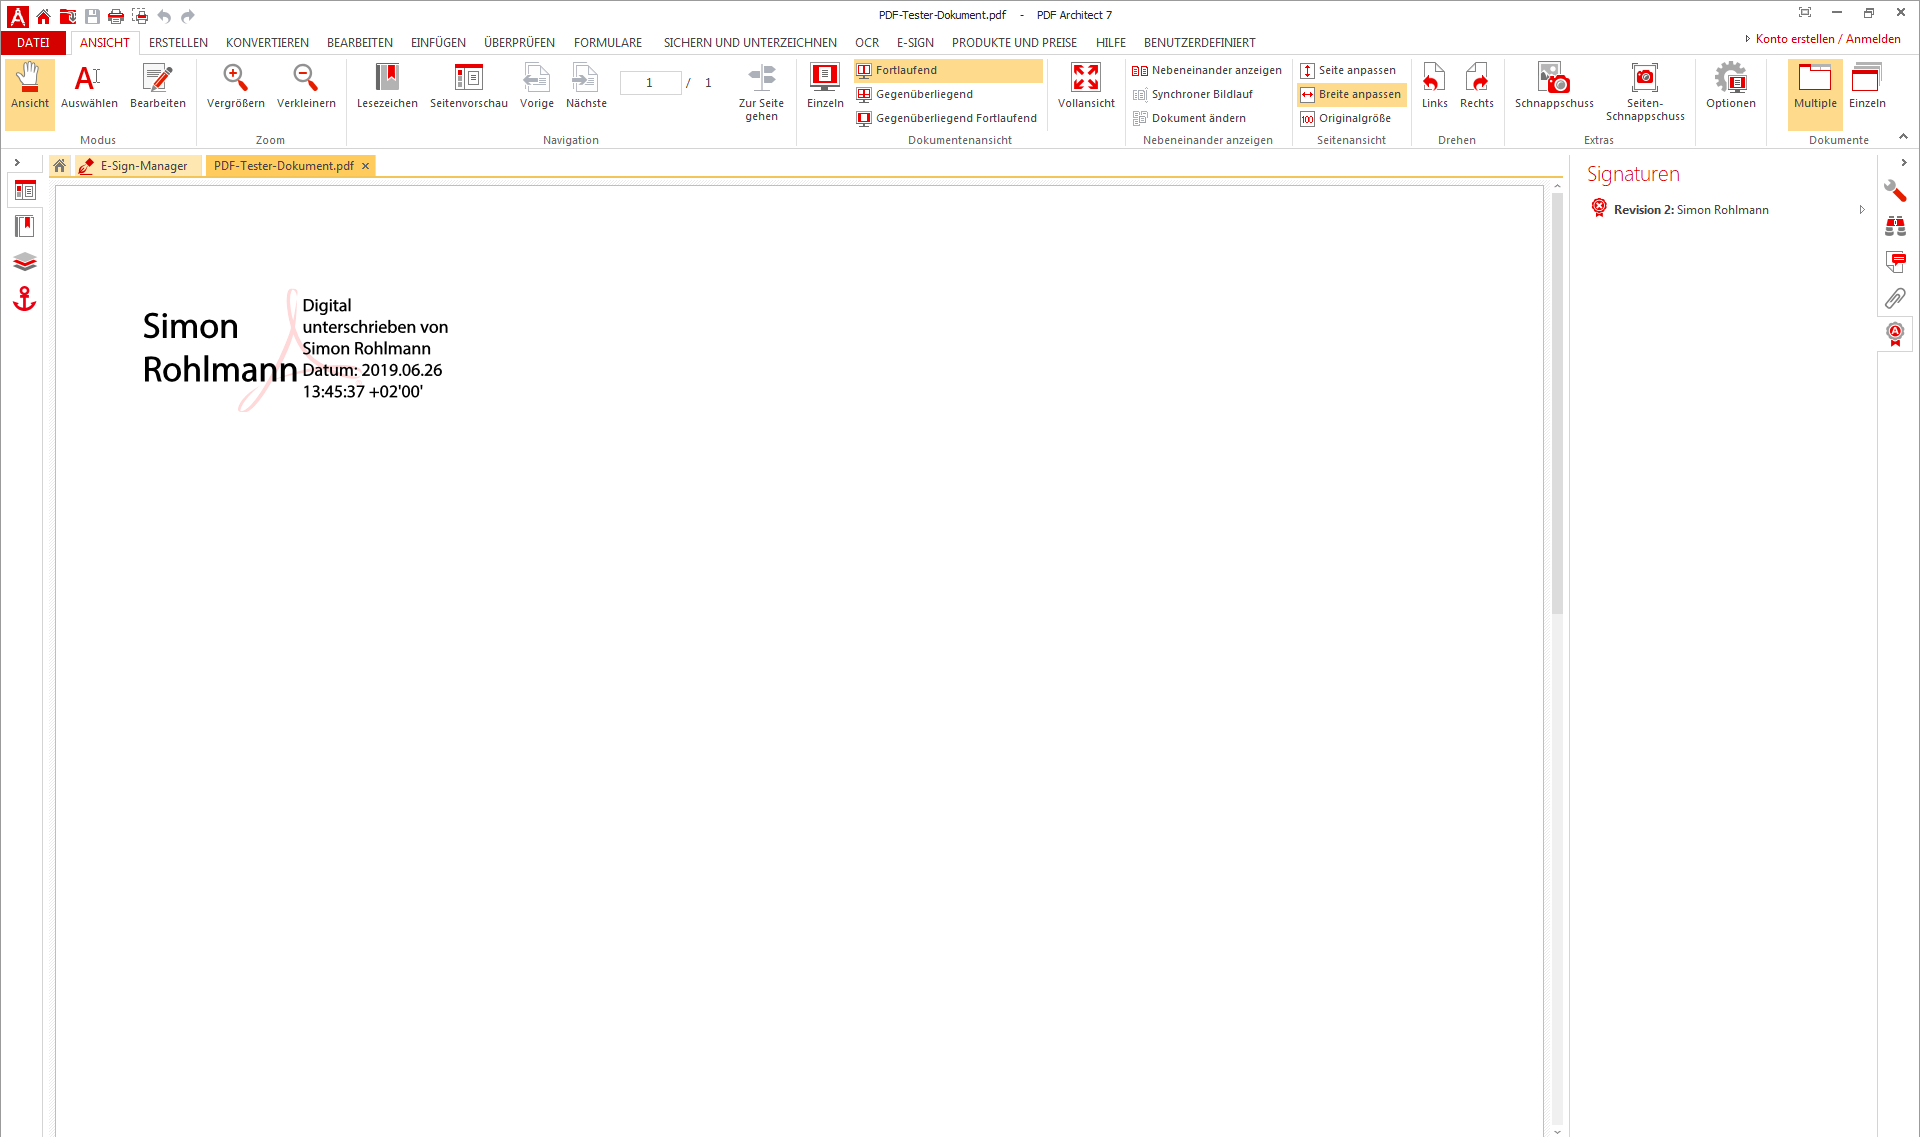 PDF-Tester-Dokument.pdf - PDF Architect 7
DATEI ANSICHT ERSTELLEN KONVERTIEREN BEARBEITEN EINFÜGEN ÜBERPRÜFEN FORMULARE SICHERN UND UNTERZEICHNEN OCR E-SIGN PRODUKTE UND PREISE HILFE BENUTZERDEFINIERT Konto erstellen / Anmelden
Ansicht Auswählen Bearbeiten
Modus
Vergrößern Verkleinern
Zoom
Lesezeichen Seitenvorschau Vorige Nächste 1 / 1 Zur Seite
gehen
Navigation
Einzeln
Fortlaufend
Gegenüberliegend
Gegenüberliegend Fortlaufend
Vollansicht
Dokumentenansicht
Nebeneinander anzeigen
Synchroner Bildlauf
Dokument ändern
Nebeneinander anzeigen
Seite anpassen
Breite anpassen
100 Originalgröße
Seitenansicht
Links Rechts
Drehen
Schnappschuss Seiten-
Schnappschuss
Extras
Optionen
Multiple Einzeln
Dokumente
E-Sign-Manager PDF-Tester-Dokument.pdf
Simon
Rohlmann
Digital
unterschrieben von
Simon Rohlmann
Datum: 2019.06.26
13:45:37 +02'00'
Signaturen
Revision 2: Simon Rohlmann